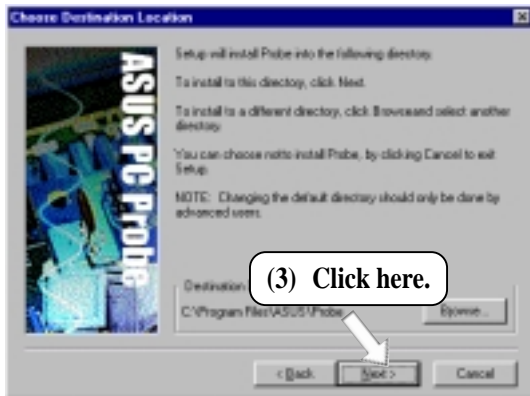 Choose Destination Location
ASUS PC Probe
Setup will install Probe into the following directory.
To install to this directory, click Next.
To install to a different directory, click Browse and select another
directory.
You can choose not to install Probe, by clicking Cancel to exit
Setup.
NOTE: Changing the default directory should only be done by
advanced users.
(3) Click here.
Destination
C:\Program Files\ASUS\Probe
Browse...
< Back
Next >
Cancel